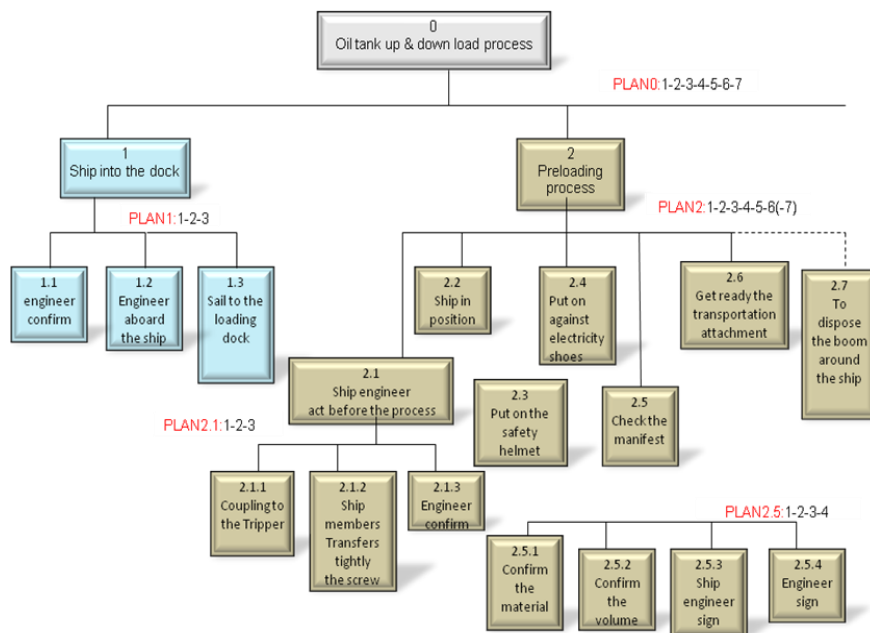 0
Oil tank up & down load process
PLAN0:1-2-3-4-5-6-7
1
Ship into the dock
2
Preloading
process
PLAN1:1-2-3
PLAN2:1-2-3-4-5-6(-7)
1.1
engineer
confirm
1.2
Engineer
aboard
the ship
1.3
Sail to the
loading
dock
2.2
Ship in
position
2.4
Put on
against
electricity
shoes
2.6
Get ready the
transportation
attachment
2.7
To
dispose
the boom
around
the ship
2.1
Ship engineer
act before the process
2.3
Put on the
safety
helmet
2.5
Check the
manifest
PLAN2.1:1-2-3
2.1.1
Coupling to
the Tripper
2.1.2
Ship
members
Transfers
tightly
the screw
2.1.3
Engineer
confirm
PLAN2.5:1-2-3-4
2.5.1
Confirm
the
material
2.5.2
Confirm
the
volume
2.5.3
Ship
engineer
sign
2.5.4
Engineer
sign